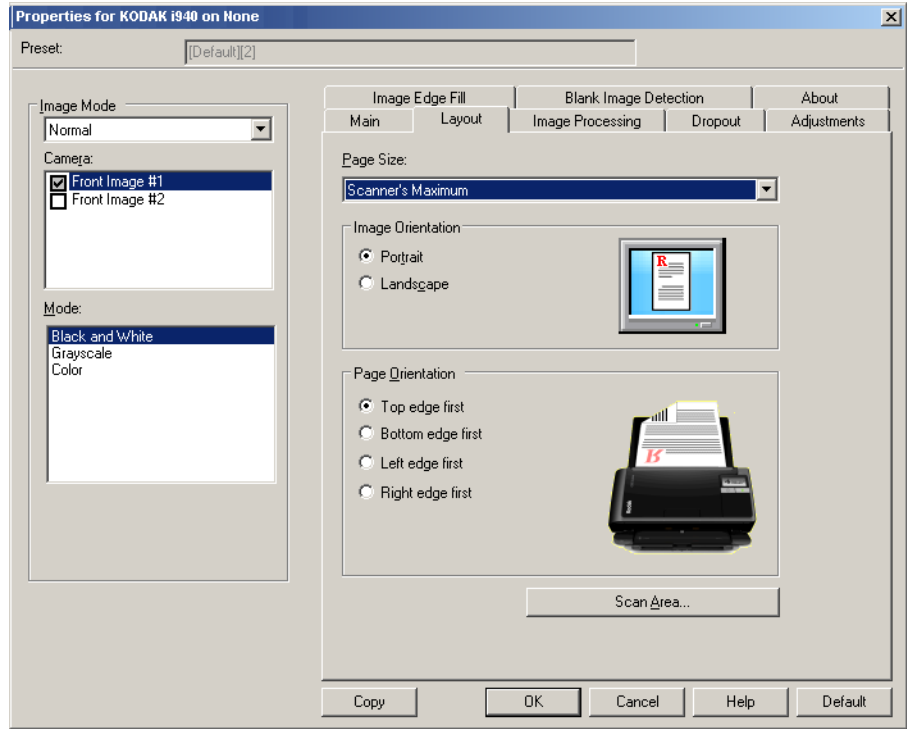 Properties for KODAK i940 on None
Preset:
[Default][2]
Image Mode
Normal
Camera:
Front Image #1
Front Image #2
Mode:
Black and White
Grayscale
Color
Image Edge Fill
Blank Image Detection
About
Main
Layout
Image Processing
Dropout
Adjustments
Page Size:
Scanner's Maximum
Image Orientation
Portrait
Landscape
R
Page Orientation
Top edge first
Bottom edge first
Left edge first
Right edge first
R
Kodak
Scan Area...
Copy
OK
Cancel
Help
Default